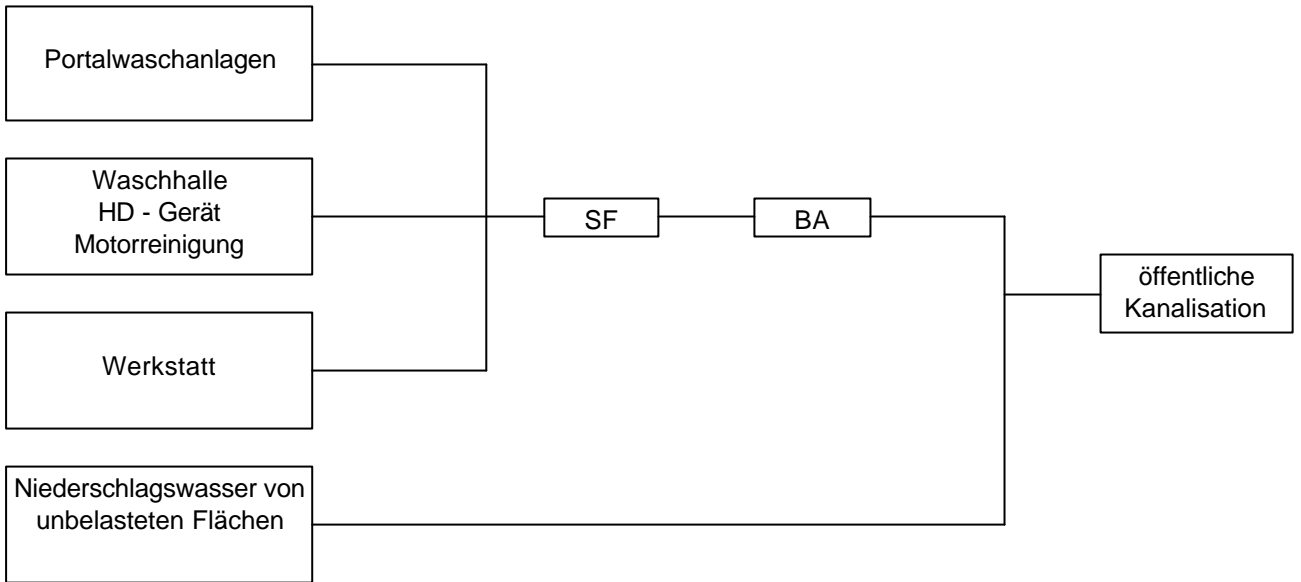 Portalwaschanlagen
Waschhalle
HD - Gerät
Motorreinigung
SF
BA
öffentliche
Kanalisation
Werkstatt
Niederschlagswasser von
unbelasteten Flächen